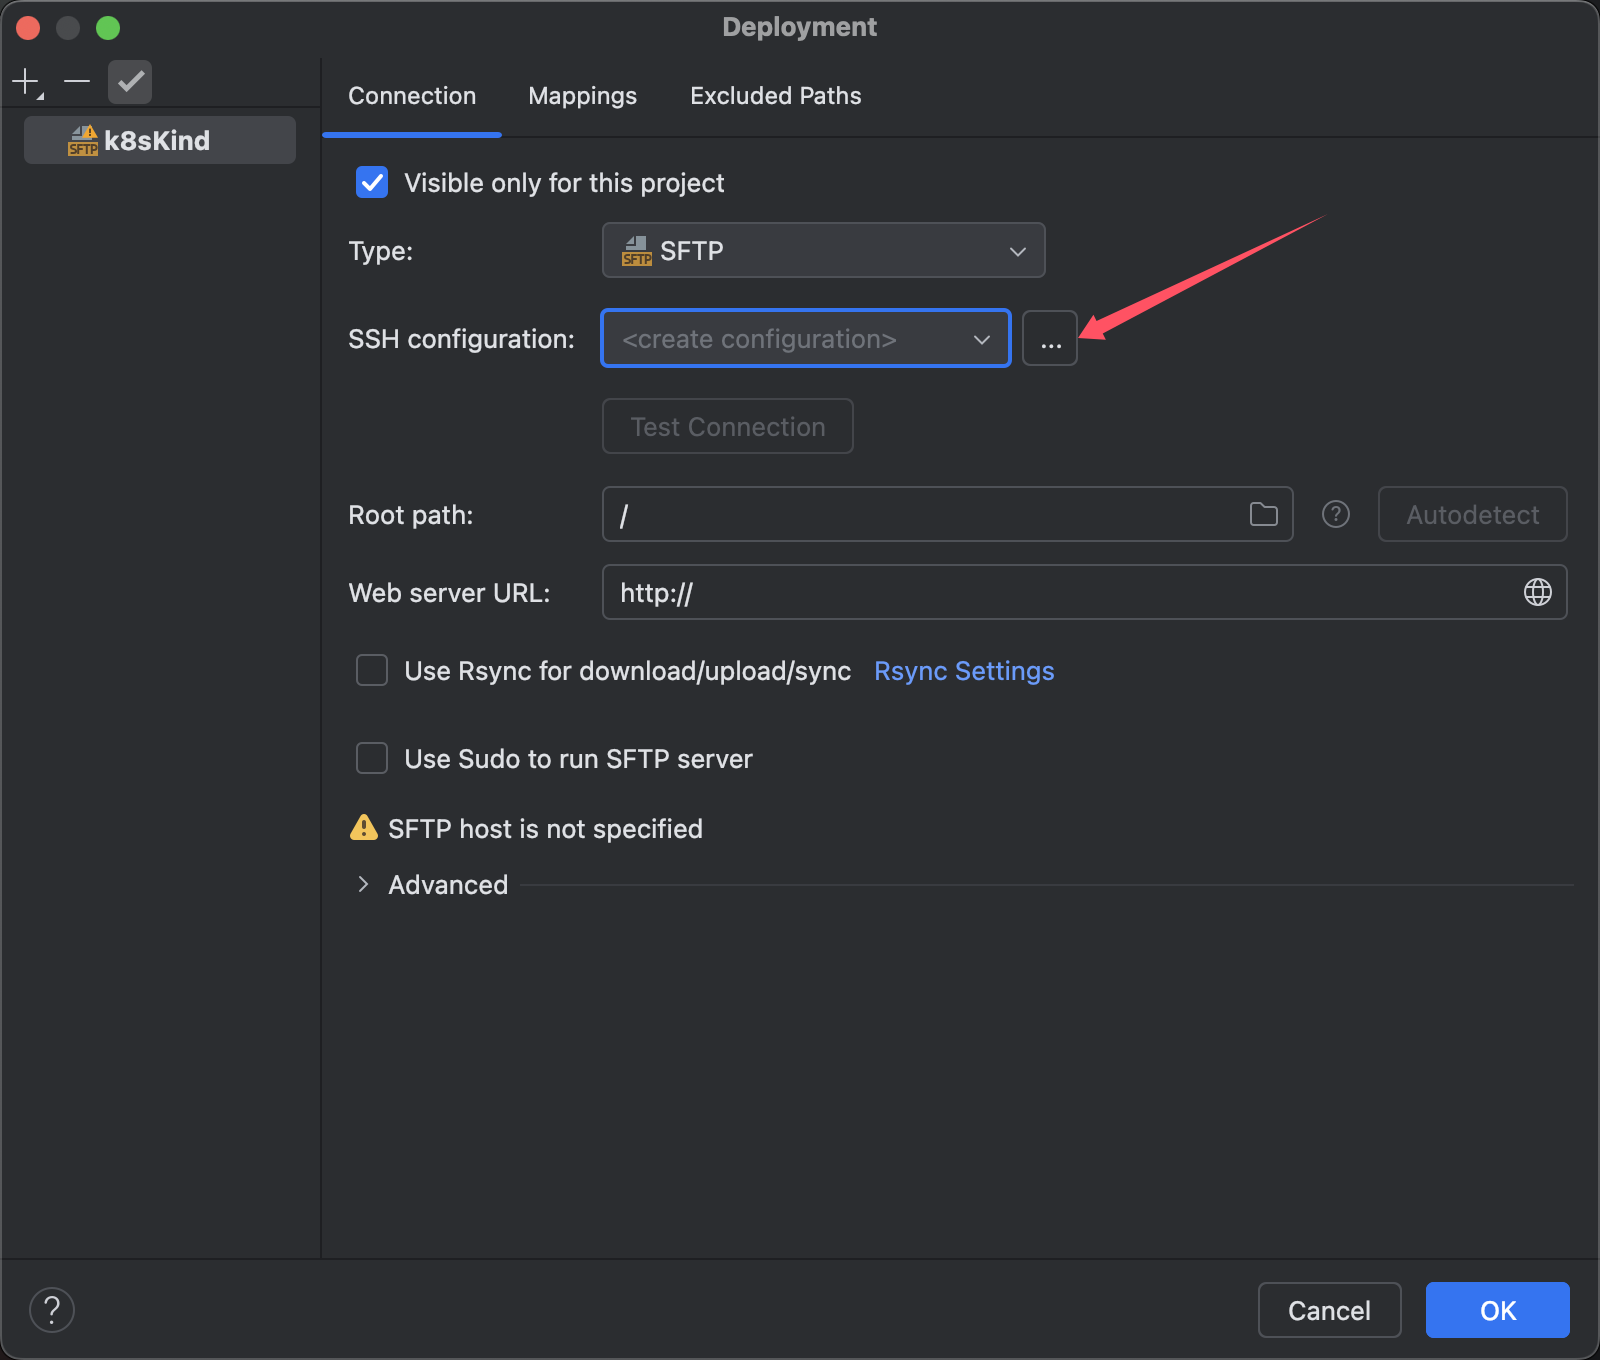 Deployment
SFTP k8sKind
Connection Mappings Excluded Paths
Visible only for this project
Type: SFTP SFTP
SSH configuration: <create configuration> ...
Test Connection
Root path: / ? Autodetect
Web server URL: http://
Use Rsync for download/upload/sync Rsync Settings
Use Sudo to run SFTP server
SFTP host is not specified
Advanced
? Cancel OK